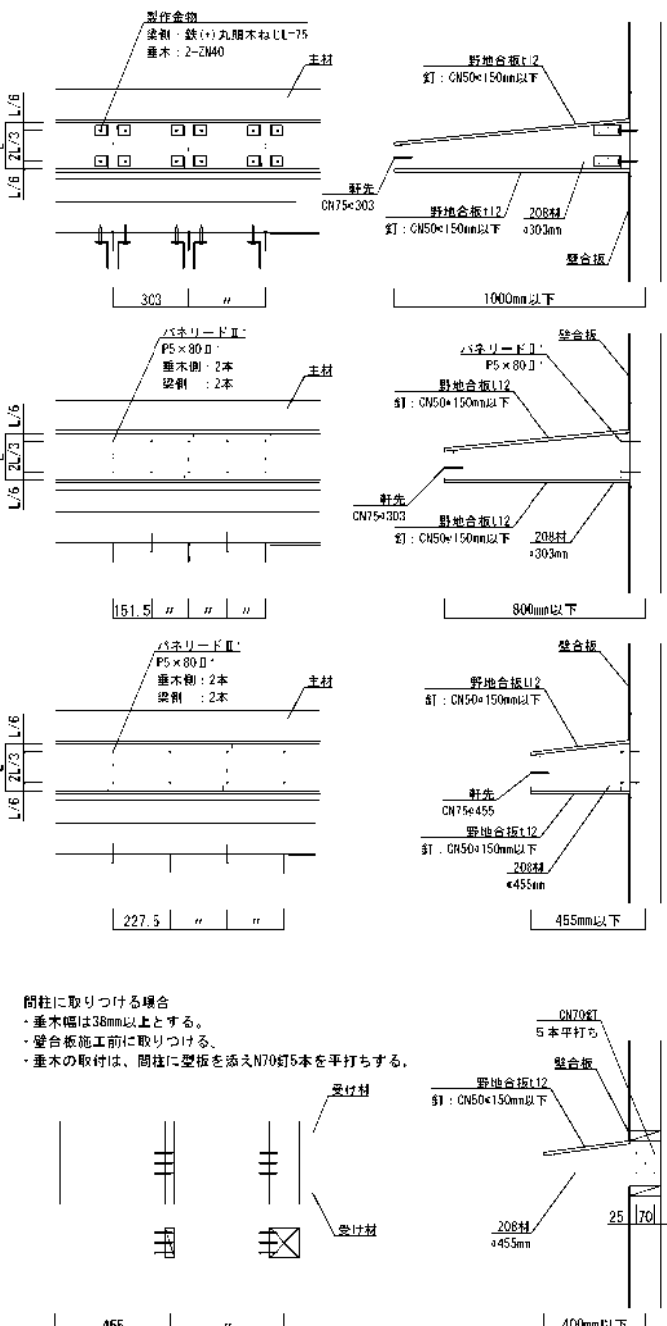 製作金物
梁側：鉄(+)丸胴木ねじL-75
垂木：2-ZN40
主材
L/6
2L/3
L/6
303
〃
野地合板t12
釘：CN50@150mm以下
軒先
CN75@303
野地合板t12
釘：CN50@150mm以下
208材
@303mm
壁合板
1000mm以下
パネリードⅡ+
P5×80Ⅱ+
垂木側：2本
梁側　：2本
主材
L/6
2L/3
L/6
151.5
〃
〃
〃
壁合板
パネリードⅡ+
P5×80Ⅱ+
野地合板t12
釘：CN50@150mm以下
軒先
CN75@303
野地合板t12
釘：CN50@150mm以下
208材
@303mm
800mm以下
パネリードⅡ+
P5×80Ⅱ+
垂木側：2本
梁側　：2本
主材
L/6
2L/3
L/6
227.5
〃
〃
壁合板
野地合板t12
釘：CN50@150mm以下
軒先
CN75@455
野地合板t12
釘：CN50@150mm以下
208材
@455mm
455mm以下
間柱に取りつける場合
・垂木幅は38mm以上とする。
・壁合板施工前に取りつける。
・垂木の取付は、間柱に型板を添えN70釘5本を平打ちする。
受け材
受け材
455
〃
CN70釘
5本平打ち
壁合板
野地合板t12
釘：CN50@150mm以下
208材
@455mm
25
70
400mm以下